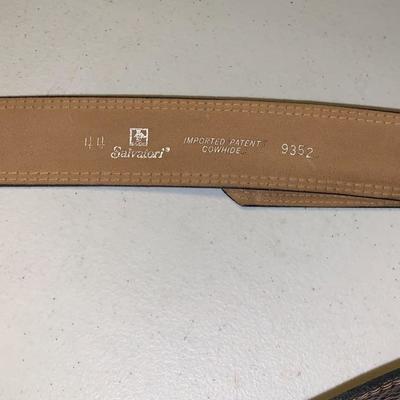 44
Salvatori®
IMPORTED PATENT
COWHIDE
9352